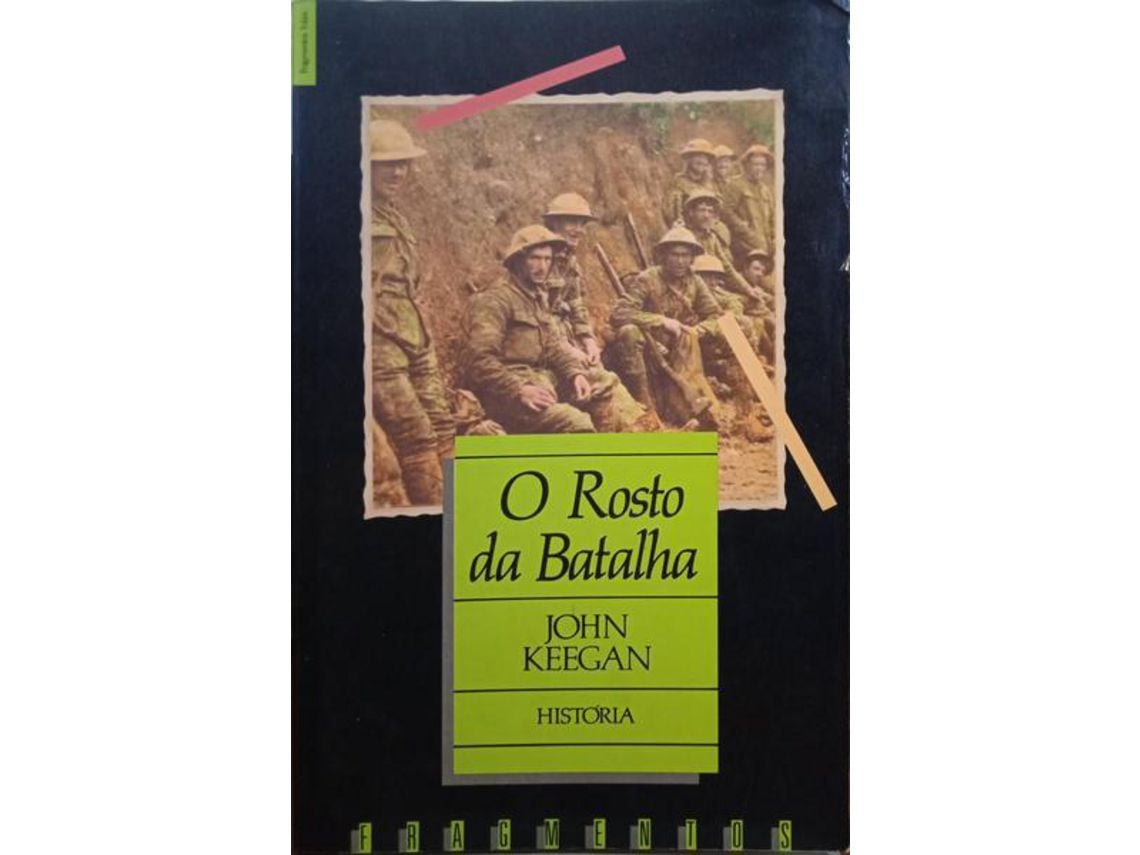 O Rosto
da Batalha
JOHN
KEEGAN
HISTÓRIA
FRAGMENTOS